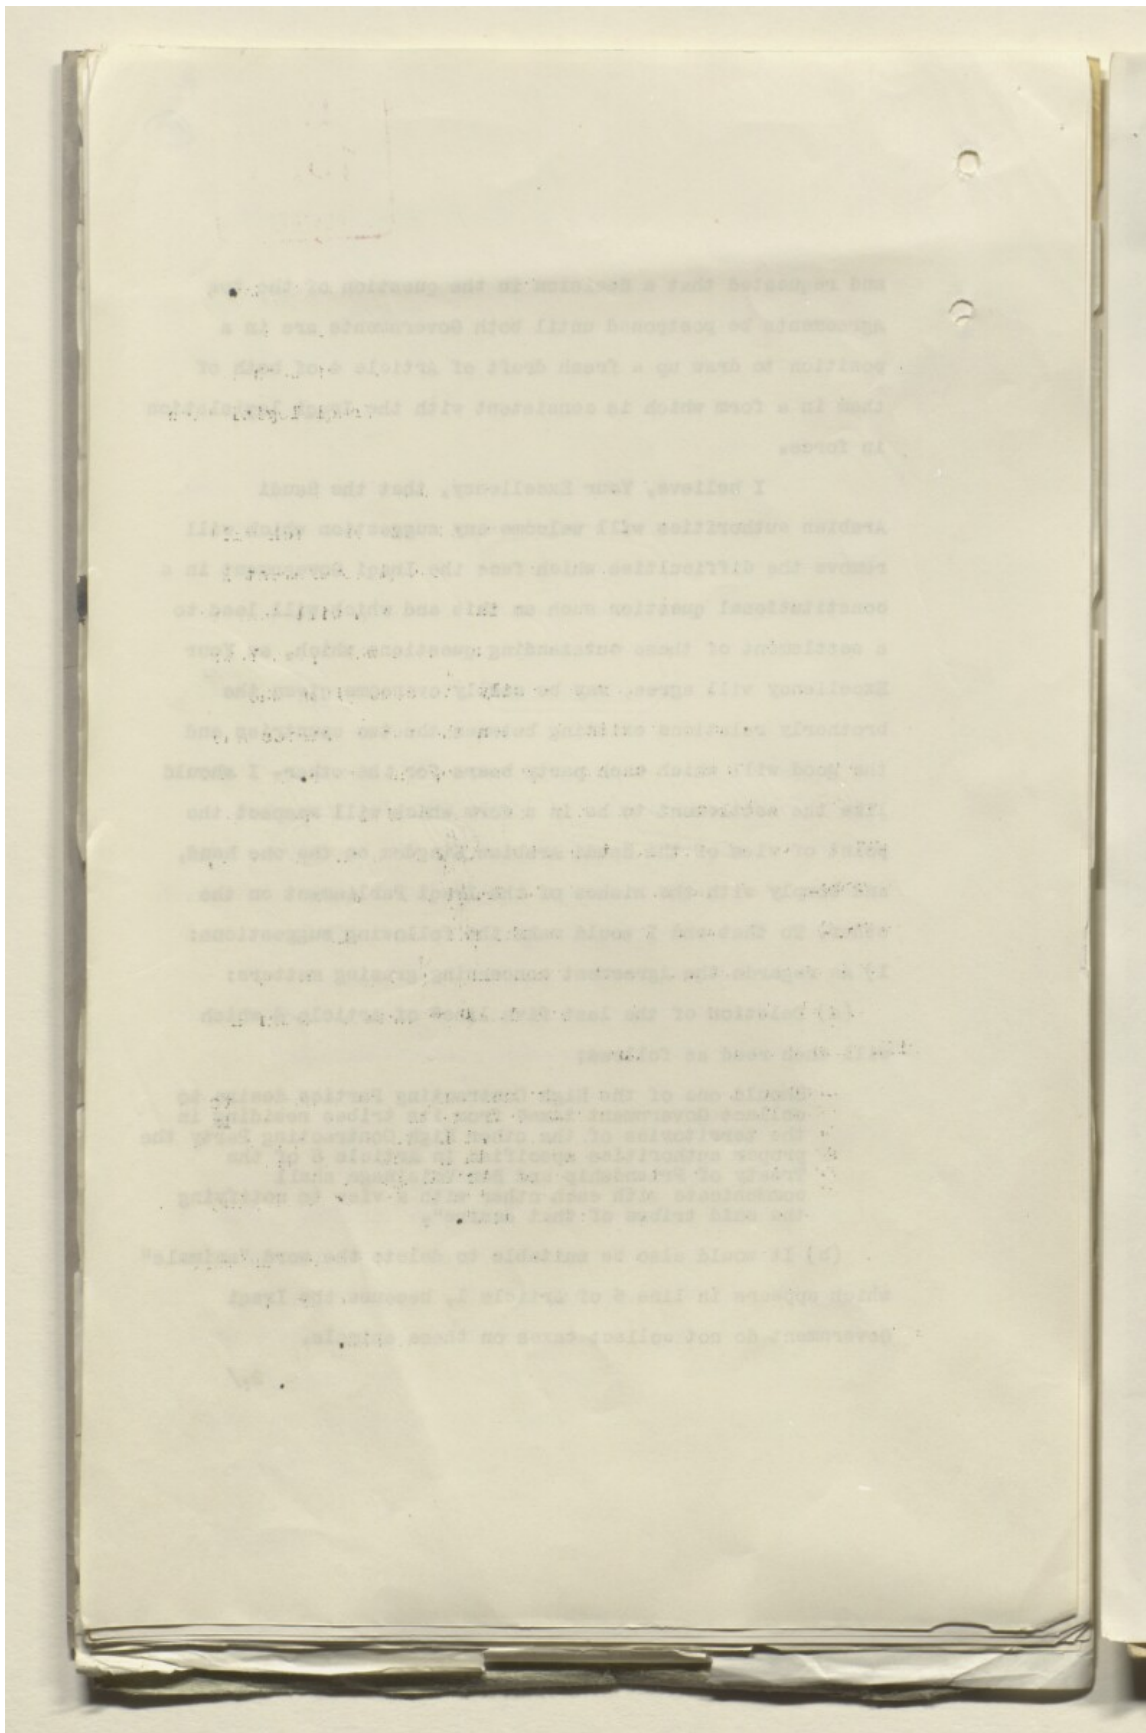 and requested that a decision in the question of the two
Agreements be postponed until both Governments are in a
position to draw up a fresh draft of Article 4 of both of
them in a form which is consistent with the Iraqi legislation
in force.
I believe, Your Excellency, that the Saudi
Arabian authorities will welcome any suggestion which will
remove the difficulties which face the Iraqi Government in a
constitutional question such as this and which will lead to
a settlement of these outstanding questions which, as Your
Excellency will agree, may be easily overcome given the
brotherly relations existing between the two countries and
the good will which each party bears for the other. I should
like the settlement to be in a form which will respect the
point of view of the Saudi Arabian Kingdom on the one hand,
and comply with the wishes of the Iraqi Parliament on the
other. To that end I would make the following suggestions:
1) As regards the Agreement concerning grazing matters:
(a) Deletion of the last five lines of article which
will then read as follows:
Should one of the High Contracting Parties desire to
collect Government taxes from its tribes residing in
the territories of the other High Contracting Party the
proper authorities specified in Article 6 of the
Treaty of Friendship and Bon Voisinage shall
communicate with each other with a view to notifying
the said tribes of that
(b) It would also be suitable to delete the word "animals"
which appears in line 6 of article 1, because the Iraqi
Government do not collect taxes on these animals.